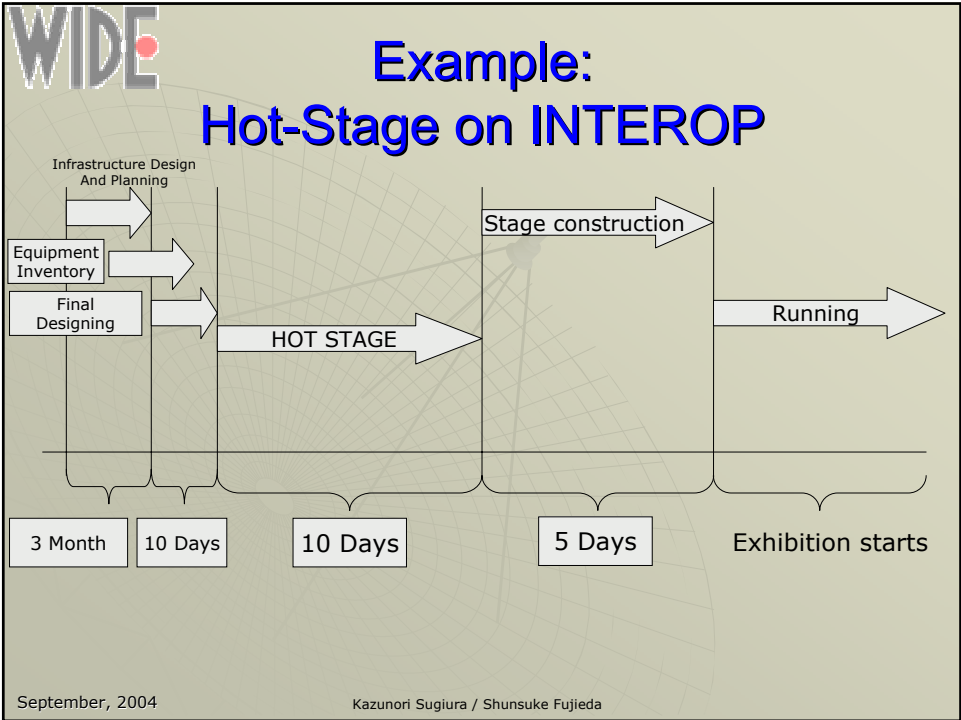 WIDE
Example:
Hot-Stage on INTEROP
Infrastructure Design
And Planning
Equipment
Inventory
Final
Designing
HOT STAGE
Stage construction
Running
3 Month
10 Days
10 Days
5 Days
Exhibition starts
September, 2004
Kazunori Sugiura / Shunsuke Fujieda